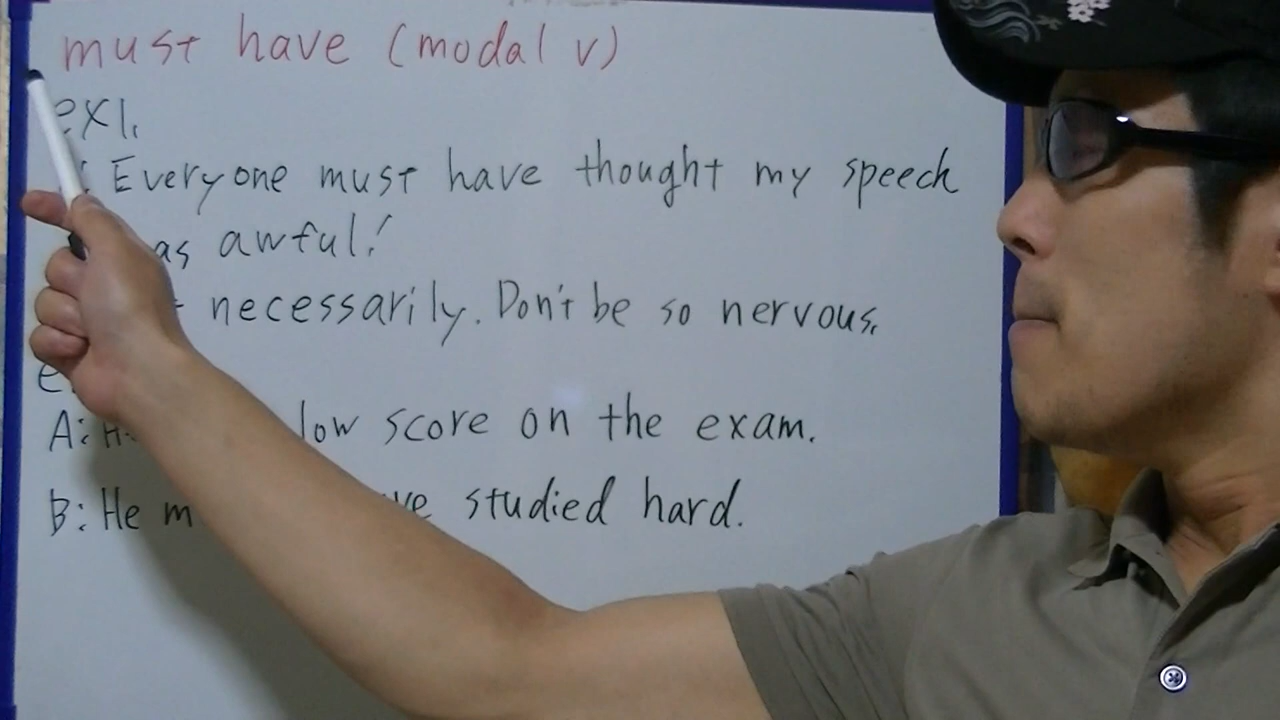 must have (modal v)
ex1.
: Everyone must have thought my speech
as awful!
necessarily. Don't be so nervous.
A: low score on the exam.
B: He studied hard.